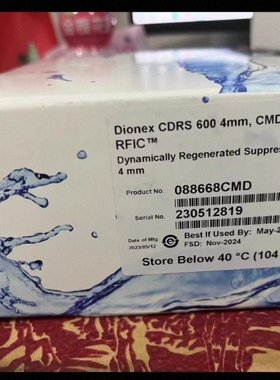 Dionex CDRS 600 4mm, CMD
RFIC™
Dynamically Regenerated Suppres
4 mm
Product No. 088668CMD
Serial No. 230512819
Date of Mfg: Best If Used By: May-2
2023/05/12 FSD: Nov-2024
Store Below 40 °C (104